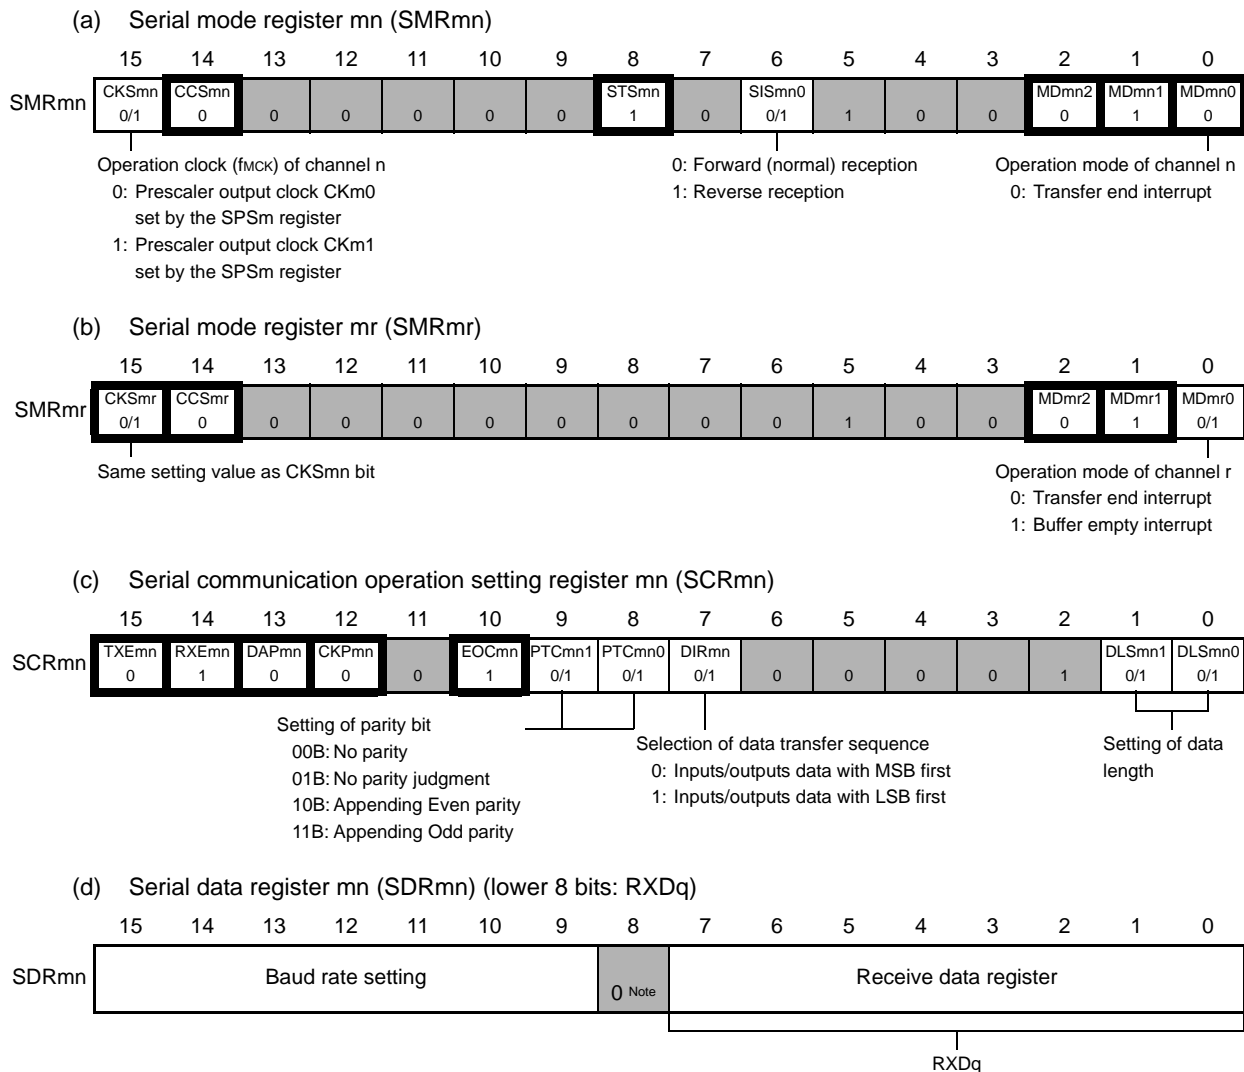 (a) Serial mode register mn (SMRmn)
15 14 13 12 11 10 9 8 7 6 5 4 3 2 1 0
SMRmn
CKSmn CCSmn STSmn SISmn0 MDmn2 MDmn1 MDmn0
0/1 0 0 0 0 0 0 1 0 0/1 1 0 0 0 1 0
Operation clock (fMCK) of channel n
0: Prescaler output clock CKm0
set by the SPSm register
1: Prescaler output clock CKm1
set by the SPSm register
0: Forward (normal) reception
1: Reverse reception
Operation mode of channel n
0: Transfer end interrupt
(b) Serial mode register mr (SMRmr)
15 14 13 12 11 10 9 8 7 6 5 4 3 2 1 0
SMRmr
CKSmr CCSmr MDmr2 MDmr1 MDmr0
0/1 0 0 0 0 0 0 0 0 0 1 0 0 0 1 0/1
Same setting value as CKSmn bit
Operation mode of channel r
0: Transfer end interrupt
1: Buffer empty interrupt
(c) Serial communication operation setting register mn (SCRmn)
15 14 13 12 11 10 9 8 7 6 5 4 3 2 1 0
SCRmn
TXEmn RXEmn DAPmn CKPmn EOCmn PTCmn1 PTCmn0 DIRmn DLSmn1 DLSmn0
0 1 0 0 0 1 0/1 0/1 0/1 0 0 0 0 1 0/1 0/1
Setting of parity bit
00B: No parity
01B: No parity judgment
10B: Appending Even parity
11B: Appending Odd parity
Selection of data transfer sequence
0: Inputs/outputs data with MSB first
1: Inputs/outputs data with LSB first
Setting of data
length
(d) Serial data register mn (SDRmn) (lower 8 bits: RXDq)
15 14 13 12 11 10 9 8 7 6 5 4 3 2 1 0
SDRmn
Baud rate setting
0 Note
Receive data register
RXDq